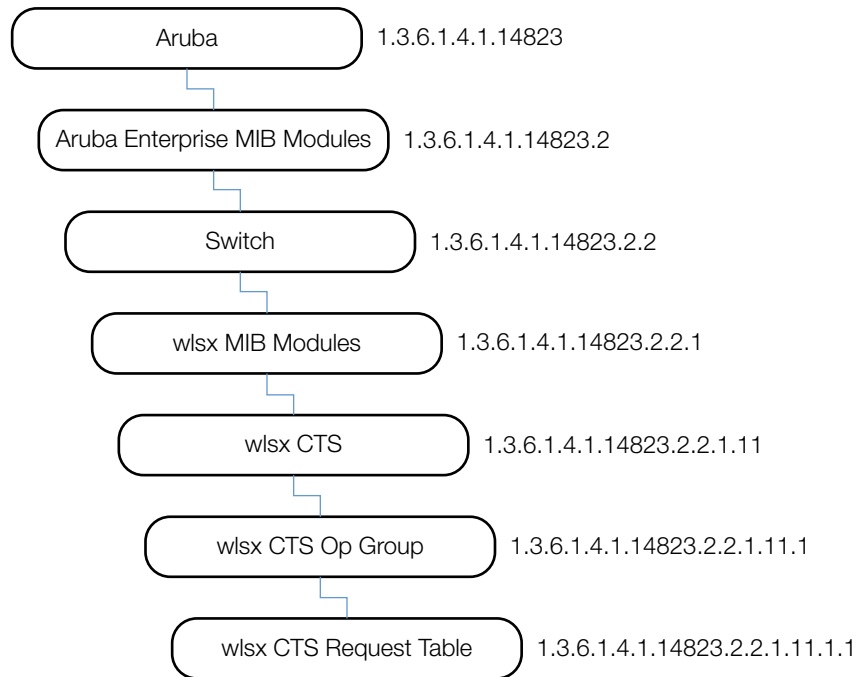 Aruba 1.3.6.1.4.1.14823
Aruba Enterprise MIB Modules 1.3.6.1.4.1.14823.2
Switch 1.3.6.1.4.1.14823.2.2
wlsx MIB Modules 1.3.6.1.4.1.14823.2.2.1
wlsx CTS 1.3.6.1.4.1.14823.2.2.1.11
wlsx CTS Op Group 1.3.6.1.4.1.14823.2.2.1.11.1
wlsx CTS Request Table 1.3.6.1.4.1.14823.2.2.1.11.1.1